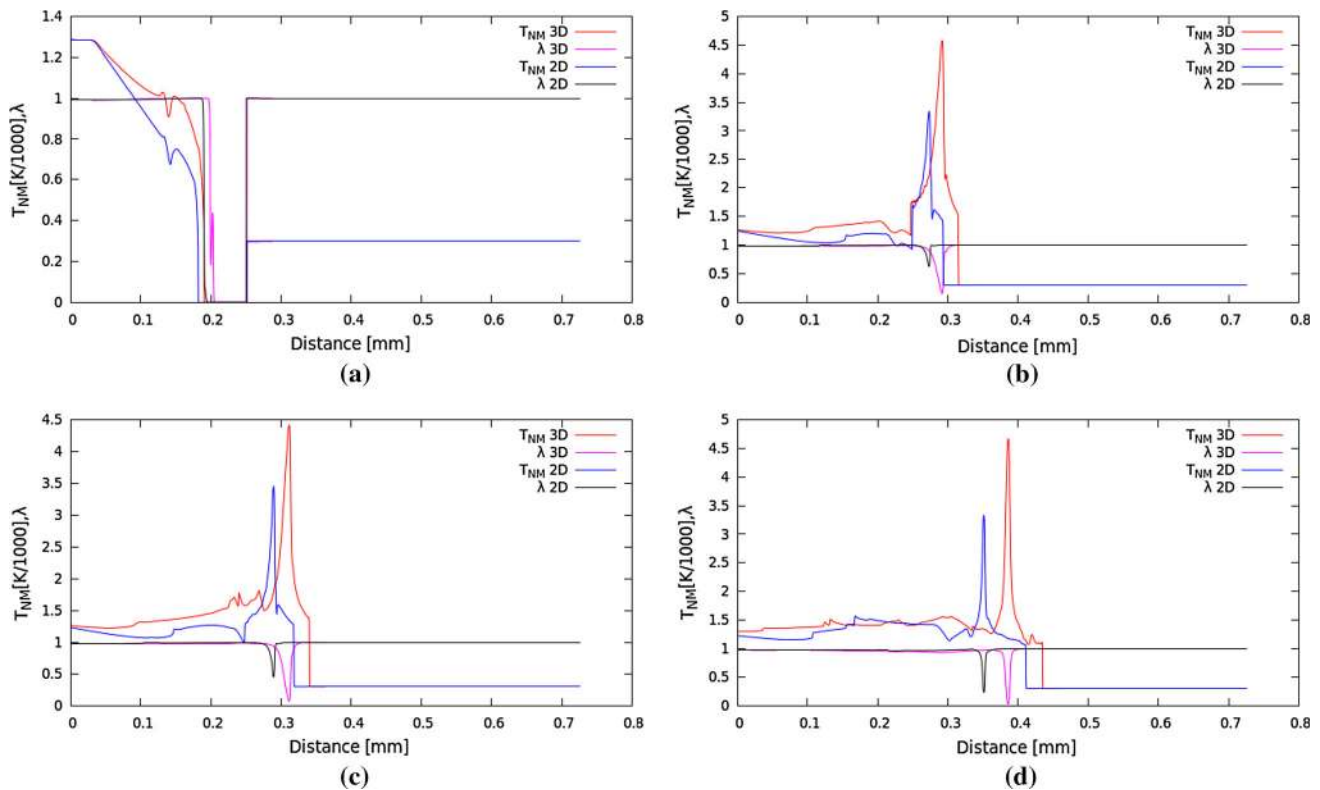 T_NM 3D
λ 3D
T_NM 2D
λ 2D
T_NM[K/1000],λ
1.4
1.2
1
0.8
0.6
0.4
0.2
0
0 0.1 0.2 0.3 0.4 0.5 0.6 0.7 0.8
Distance [mm]
(a)
T_NM 3D
λ 3D
T_NM 2D
λ 2D
T_NM[K/1000],λ
5
4.5
4
3.5
3
2.5
2
1.5
1
0.5
0
0 0.1 0.2 0.3 0.4 0.5 0.6 0.7 0.8
Distance [mm]
(b)
T_NM 3D
λ 3D
T_NM 2D
λ 2D
T_NM[K/1000],λ
4.5
4
3.5
3
2.5
2
1.5
1
0.5
0
0 0.1 0.2 0.3 0.4 0.5 0.6 0.7 0.8
Distance [mm]
(c)
T_NM 3D
λ 3D
T_NM 2D
λ 2D
T_NM[K/1000],λ
5
4.5
4
3.5
3
2.5
2
1.5
1
0.5
0
0 0.1 0.2 0.3 0.4 0.5 0.6 0.7 0.8
Distance [mm]
(d)